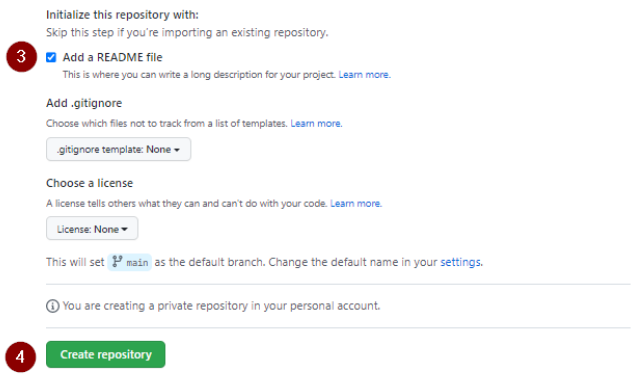 Initialize this repository with:
Skip this step if you're importing an existing repository.
3
Add a README file
This is where you can write a long description for your project. Learn more.
Add .gitignore
Choose which files not to track from a list of templates. Learn more.
.gitignore template: None
Choose a license
A license tells others what they can and can't do with your code. Learn more.
License: None
This will set main as the default branch. Change the default name in your settings.
You are creating a private repository in your personal account.
4
Create repository